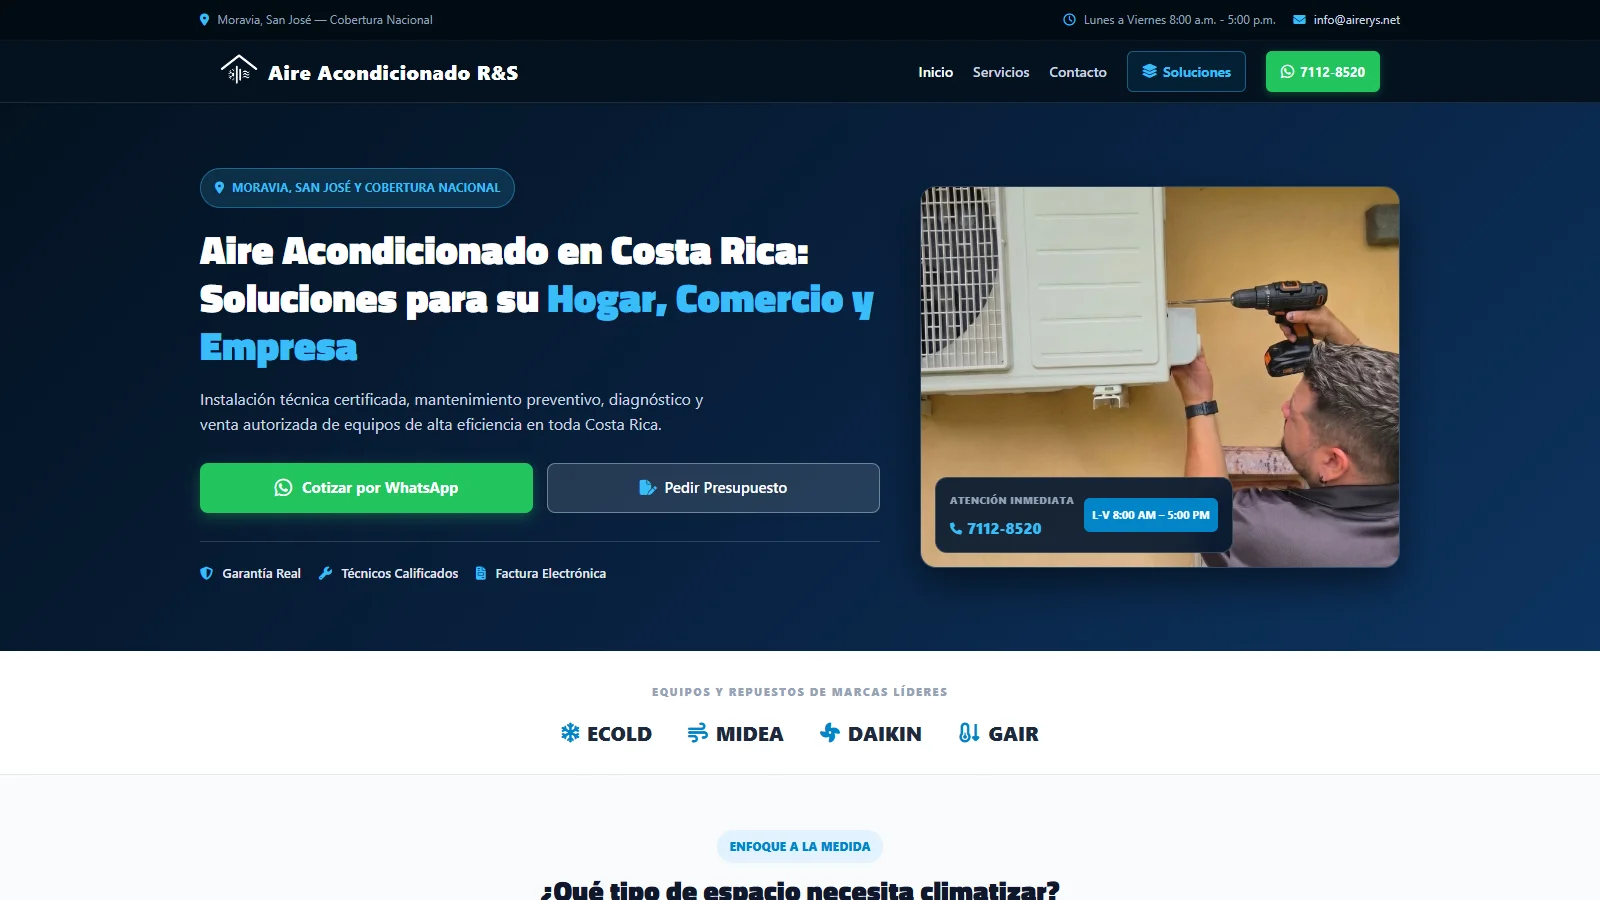 Moravia, San José — Cobertura Nacional
Lunes a Viernes 8:00 a.m. - 5:00 p.m.
info@airerys.net
Aire Acondicionado R&S
Inicio
Servicios
Contacto
Soluciones
7112-8520
MORAVIA, SAN JOSÉ Y COBERTURA NACIONAL
Aire Acondicionado en Costa Rica:
Soluciones para su Hogar, Comercio y
Empresa
Instalación técnica certificada, mantenimiento preventivo, diagnóstico y
venta autorizada de equipos de alta eficiencia en toda Costa Rica.
Cotizar por WhatsApp
Pedir Presupuesto
Garantía Real
Técnicos Calificados
Factura Electrónica
ATENCIÓN INMEDIATA
7112-8520
L-V 8:00 AM – 5:00 PM
EQUIPOS Y REPUESTOS DE MARCAS LÍDERES
ECOLD
MIDEA
DAIKIN
GAIR
ENFOQUE A LA MEDIDA
¿Qué tipo de espacio necesita climatizar?